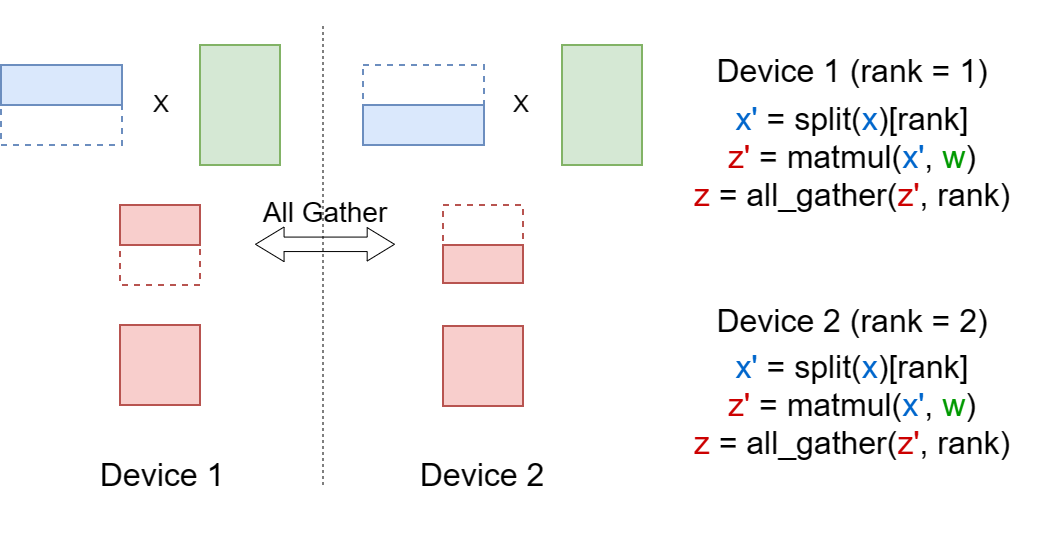 X
X
All Gather
Device 1
Device 2
Device 1 (rank = 1)
x' = split(x)[rank]
z' = matmul(x', w)
z = all_gather(z', rank)
Device 2 (rank = 2)
x' = split(x)[rank]
z' = matmul(x', w)
z = all_gather(z', rank)